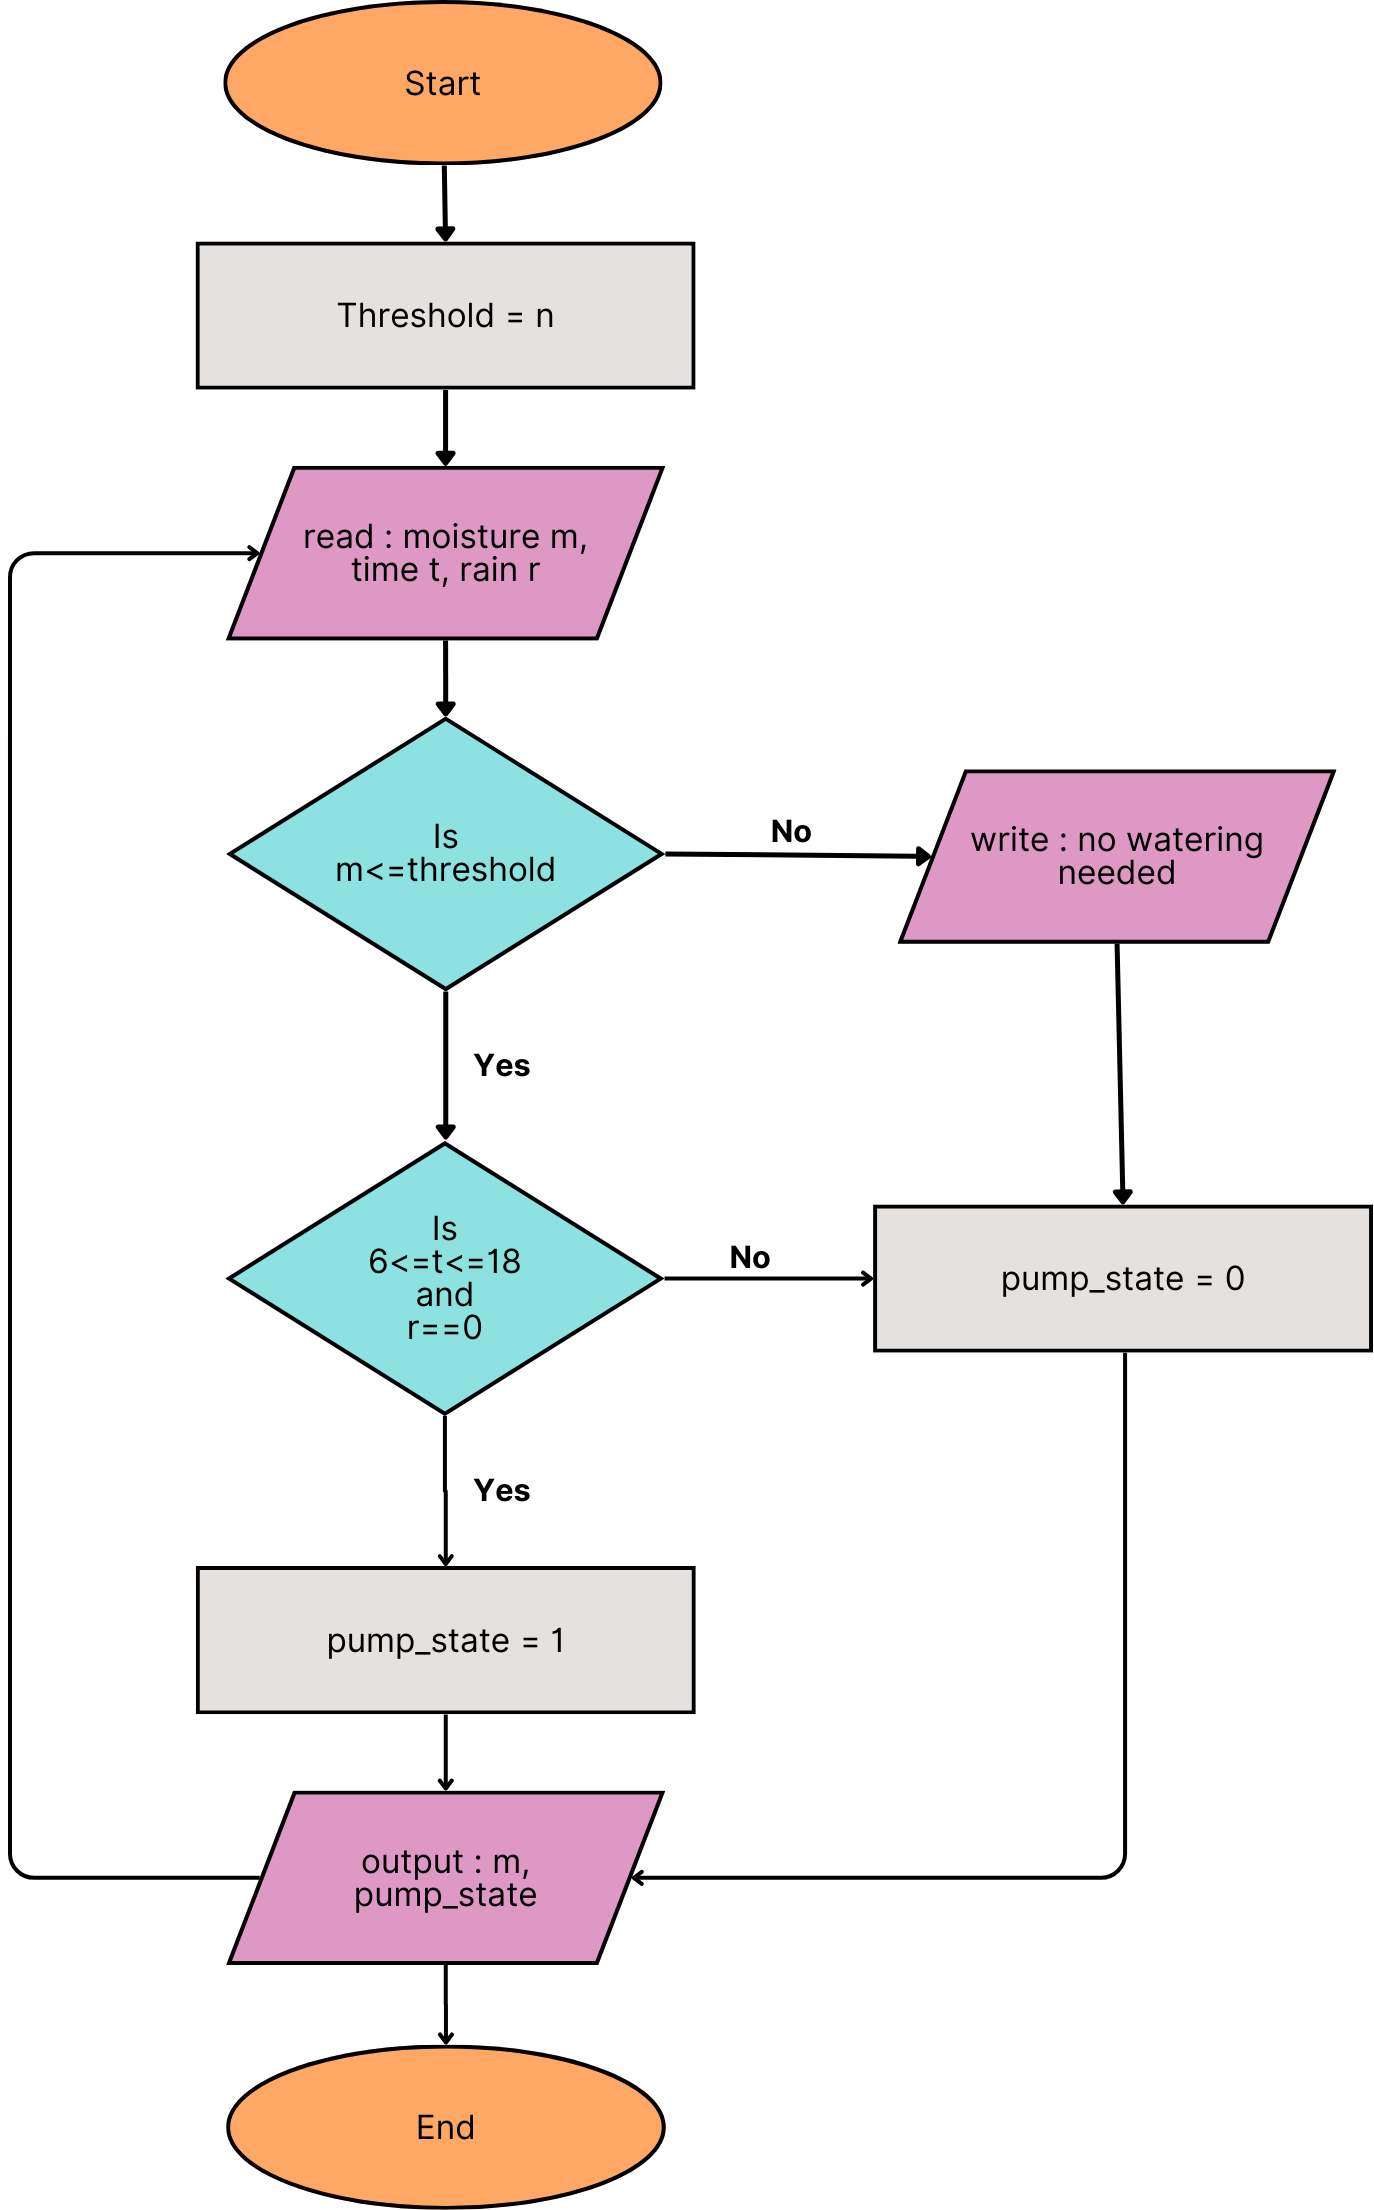 Start
Threshold = n
read : moisture m,
time t, rain r
Is
m<=threshold
No
write : no watering
needed
Yes
Is
6<=t<=18
and
r==0
No
pump_state = 0
Yes
pump_state = 1
output : m,
pump_state
End